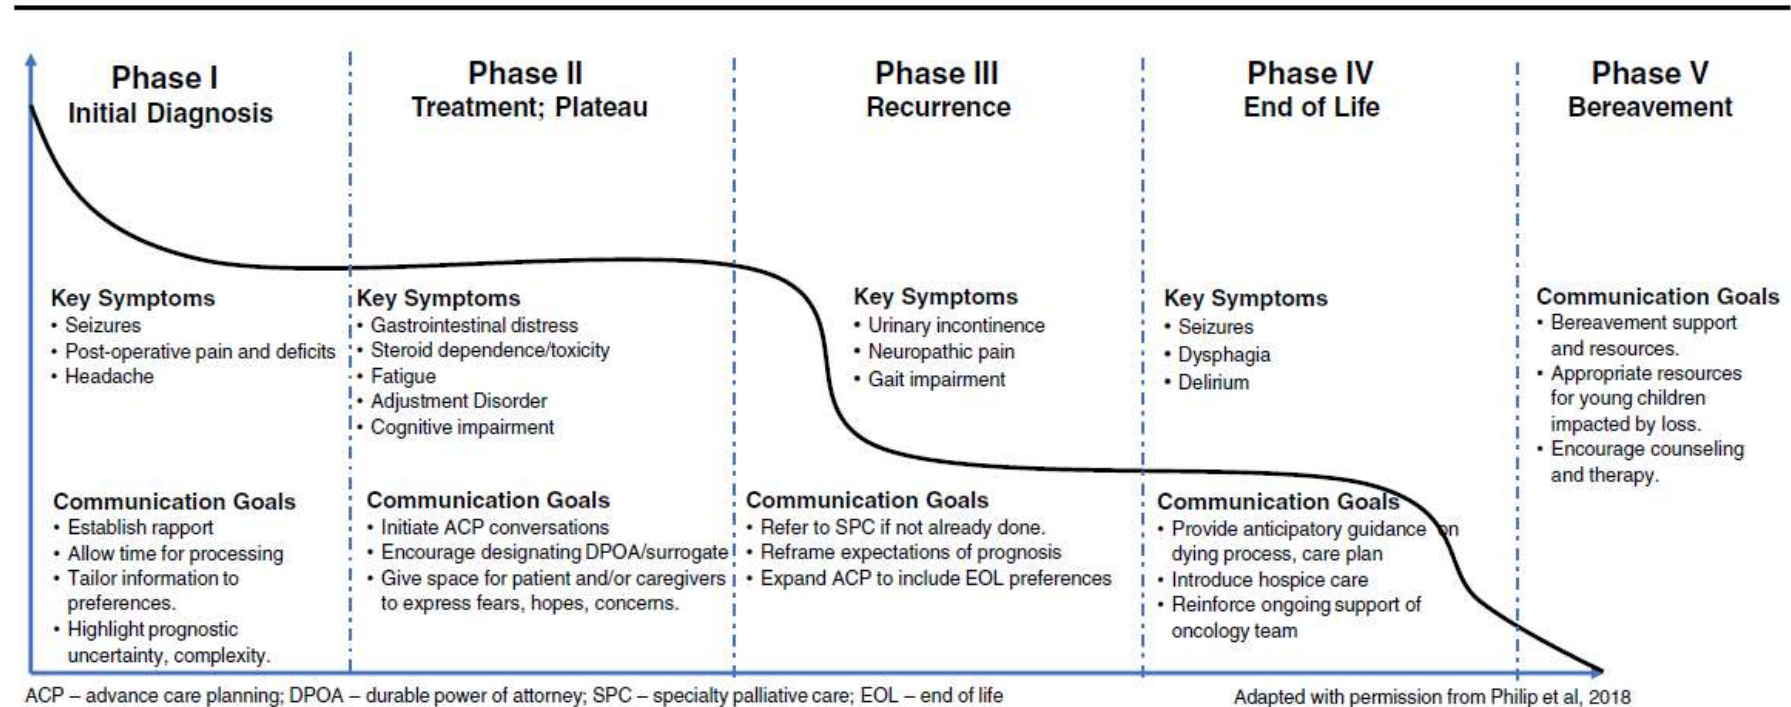 Phase I
Initial Diagnosis
Key Symptoms
• Seizures
• Post-operative pain and deficits
• Headache
Communication Goals
• Establish rapport
• Allow time for processing
• Tailor information to
preferences.
• Highlight prognostic
uncertainty, complexity.
Phase II
Treatment; Plateau
Key Symptoms
• Gastrointestinal distress
• Steroid dependence/toxicity
• Fatigue
• Adjustment Disorder
• Cognitive impairment
Communication Goals
• Initiate ACP conversations
• Encourage designating DPOA/surrogate
• Give space for patient and/or caregivers
to express fears, hopes, concerns.
Phase III
Recurrence
Key Symptoms
• Urinary incontinence
• Neuropathic pain
• Gait impairment
Communication Goals
• Refer to SPC if not already done.
• Reframe expectations of prognosis
• Expand ACP to include EOL preferences
Phase IV
End of Life
Key Symptoms
• Seizures
• Dysphagia
• Delirium
Communication Goals
• Provide anticipatory guidance on
dying process, care plan
• Introduce hospice care
• Reinforce ongoing support of
oncology team
Phase V
Bereavement
Communication Goals
• Bereavement support
and resources.
• Appropriate resources
for young children
impacted by loss.
• Encourage counseling
and therapy.
ACP – advance care planning; DPOA – durable power of attorney; SPC – specialty palliative care; EOL – end of life
Adapted with permission from Philip et al, 2018